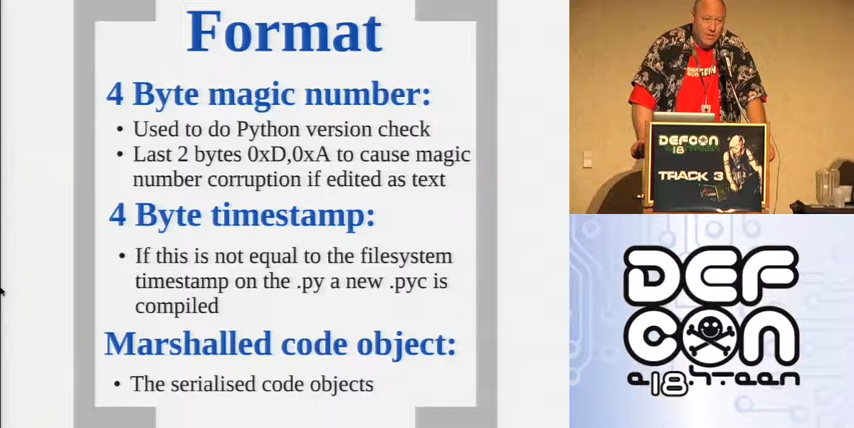 Format
4 Byte magic number:
• Used to do Python version check
• Last 2 bytes 0xD,0xA to cause magic
number corruption if edited as text
4 Byte timestamp:
• If this is not equal to the filesystem
timestamp on the .py a new .pyc is
compiled
Marshalled code object:
• The serialised code objects
DEFCON
18
TRACK 3
DEF
CON
e18h-teen